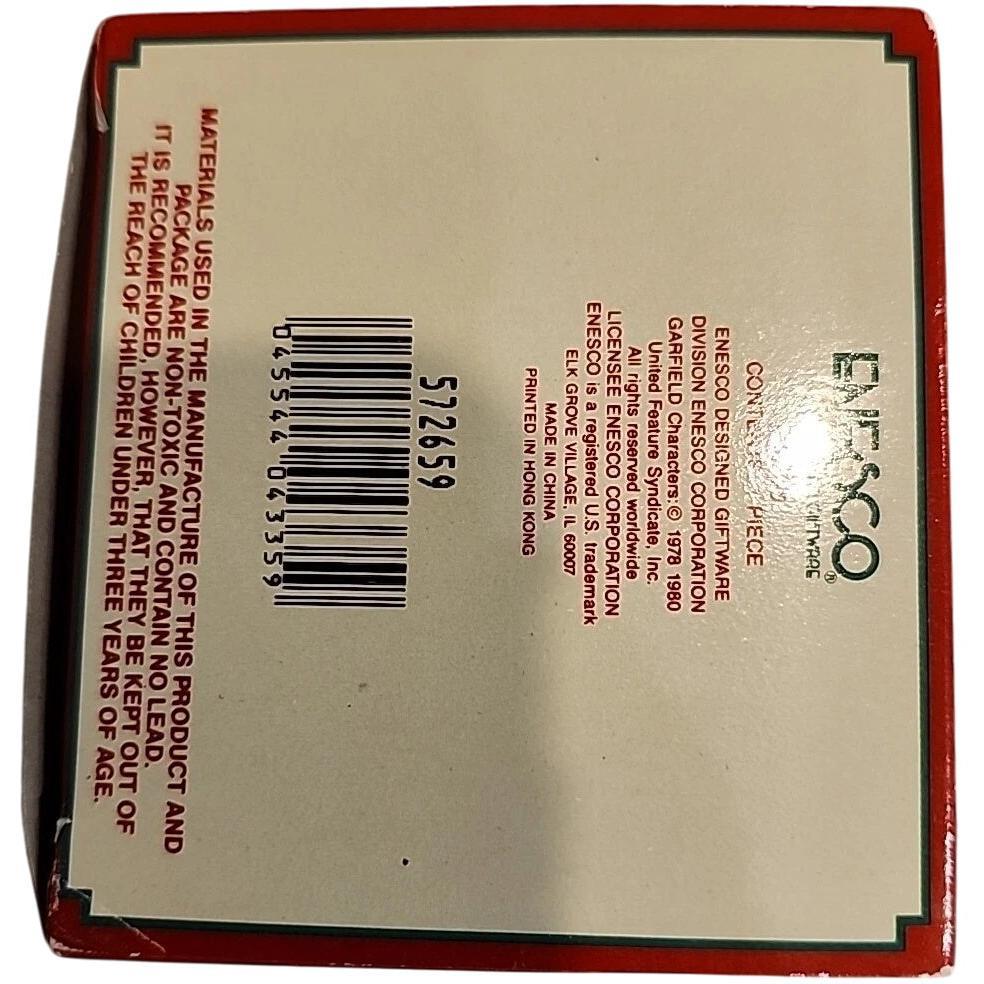 ENESCO®
GIFTWARE
PIECE
ENESCO DESIGNED GIFTWARE
DIVISION ENESCO CORPORATION
GARFIELD Characters: © 1978 1980
United Feature Syndicate, Inc.
All rights reserved worldwide
LICENSEE ENESCO CORPORATION
ENESCO is a registered U.S. trademark
ELK GROVE VILLAGE, IL 60007
MADE IN CHINA
PRINTED IN HONG KONG
572659
0 45544 04335 9
MATERIALS USED IN THE MANUFACTURE OF THIS PRODUCT AND
PACKAGE ARE NON-TOXIC AND CONTAIN NO LEAD.
IT IS RECOMMENDED, HOWEVER, THAT THEY BE KEPT OUT OF
THE REACH OF CHILDREN UNDER THREE YEARS OF AGE.